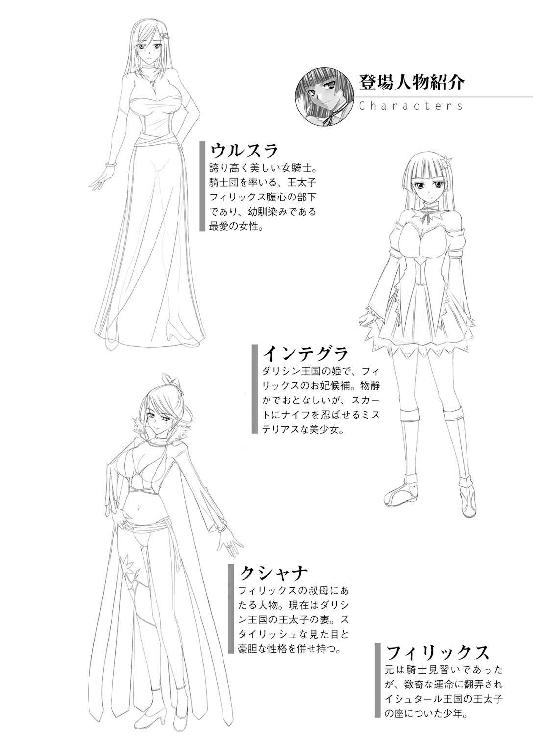 登場人物紹介
Characters
ウルスラ
誇り高く美しい女騎士。
騎士団を率いる、王太子
フィリックス腹心の部下
であり、幼馴染みである
最愛の女性。
インテグラ
ダリシン王国の姫で、フィ
リックスのお妃候補。物静
かでおとなしいが、スカー
トにナイフを忍ばせるミス
テリアスな美少女。
クシャナ
フィリックスの叔母にあ
たる人物。現在はダリシ
ン王国の王太子の妻。ス
タイリッシュな見た目と
豪胆な性格を併せ持つ。
フィリックス
元は騎士見習いであった
が、数奇な運命に翻弄され
イシュタール王国の王太子
の座についた少年。